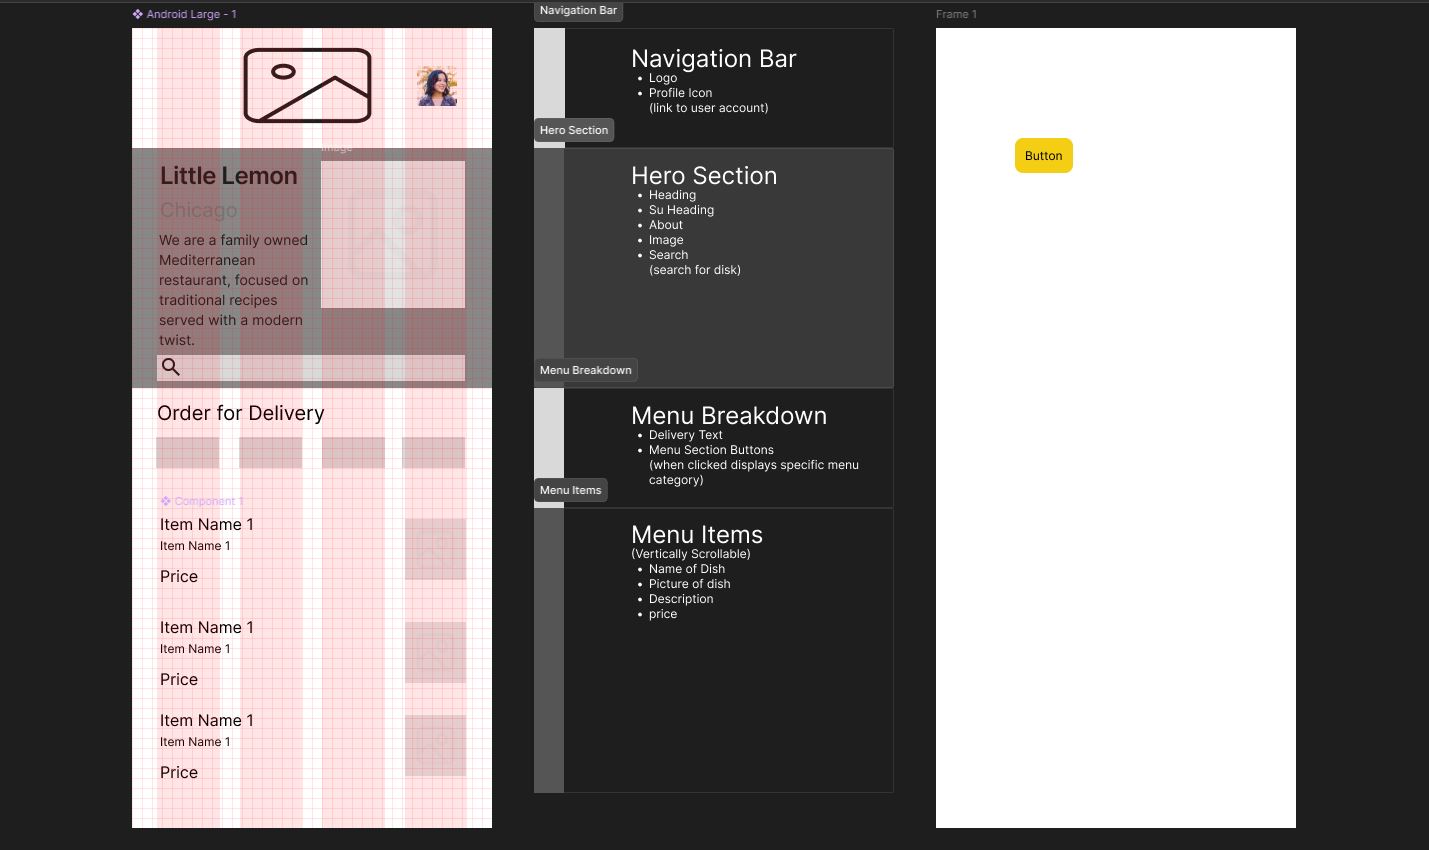 Android Large - 1
Image
Little Lemon
Chicago
We are a family owned
Mediterranean
restaurant, focused on
traditional recipes
served with a modern
twist.
Order for Delivery
Component 1
Item Name 1
Item Name 1
Price
Item Name 1
Item Name 1
Price
Item Name 1
Item Name 1
Price
Navigation Bar
Navigation Bar
• Logo
• Profile Icon
(link to user account)
Hero Section
Hero Section
• Heading
• Su Heading
• About
• Image
• Search
(search for disk)
Menu Breakdown
Menu Breakdown
• Delivery Text
• Menu Section Buttons
(when clicked displays specific menu
category)
Menu Items
Menu Items
(Vertically Scrollable)
• Name of Dish
• Picture of dish
• Description
• price
Frame 1
Button